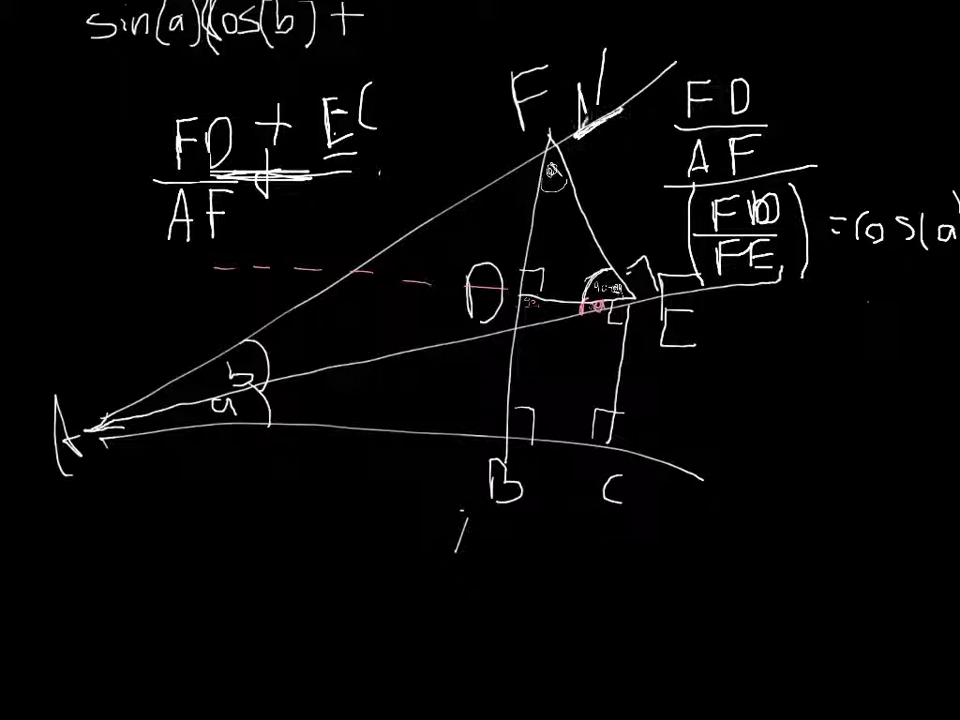 sin(a)(cos(b) +
FD + EC
AF
F
FD
AF
(FD
FE) = cos(a)
D
E
b
a
A
B
C